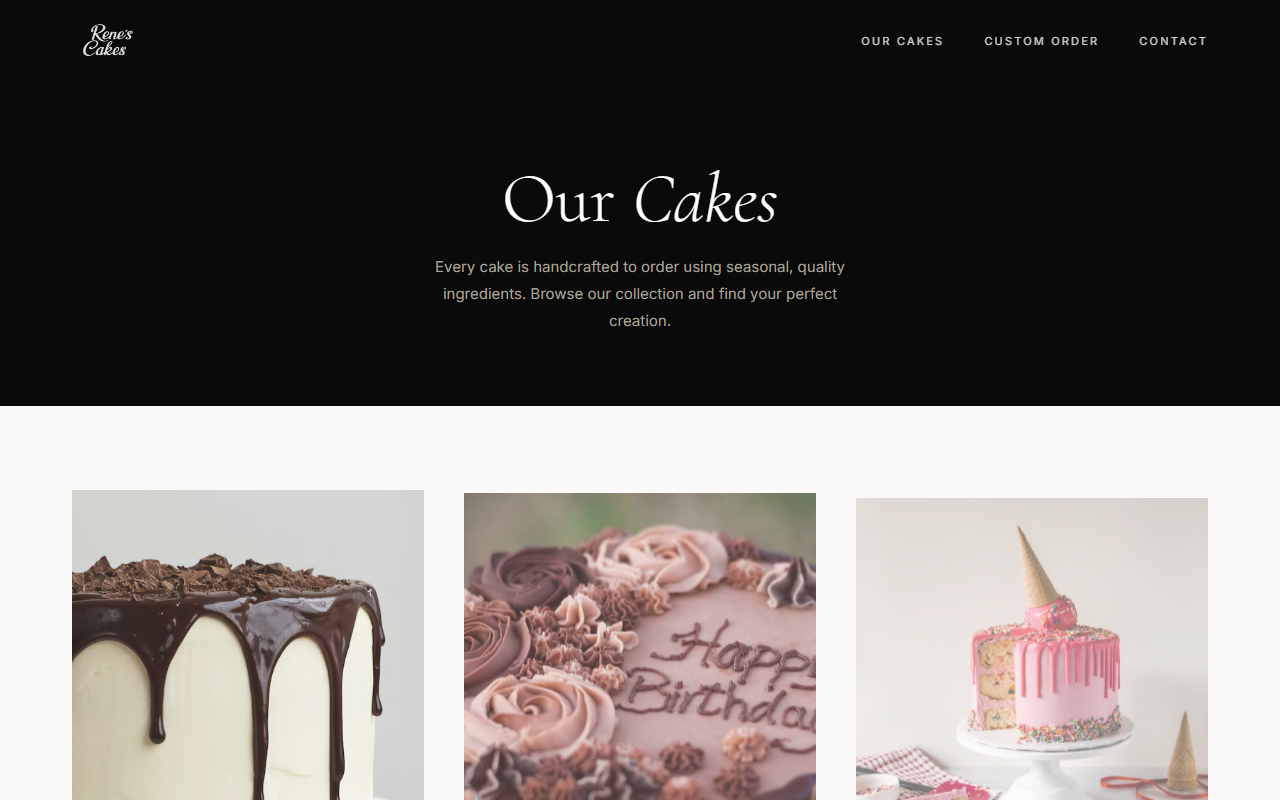 Rene's
Cakes
OUR CAKES CUSTOM ORDER CONTACT
Our Cakes
Every cake is handcrafted to order using seasonal, quality
ingredients. Browse our collection and find your perfect
creation.
Happy
Birthday